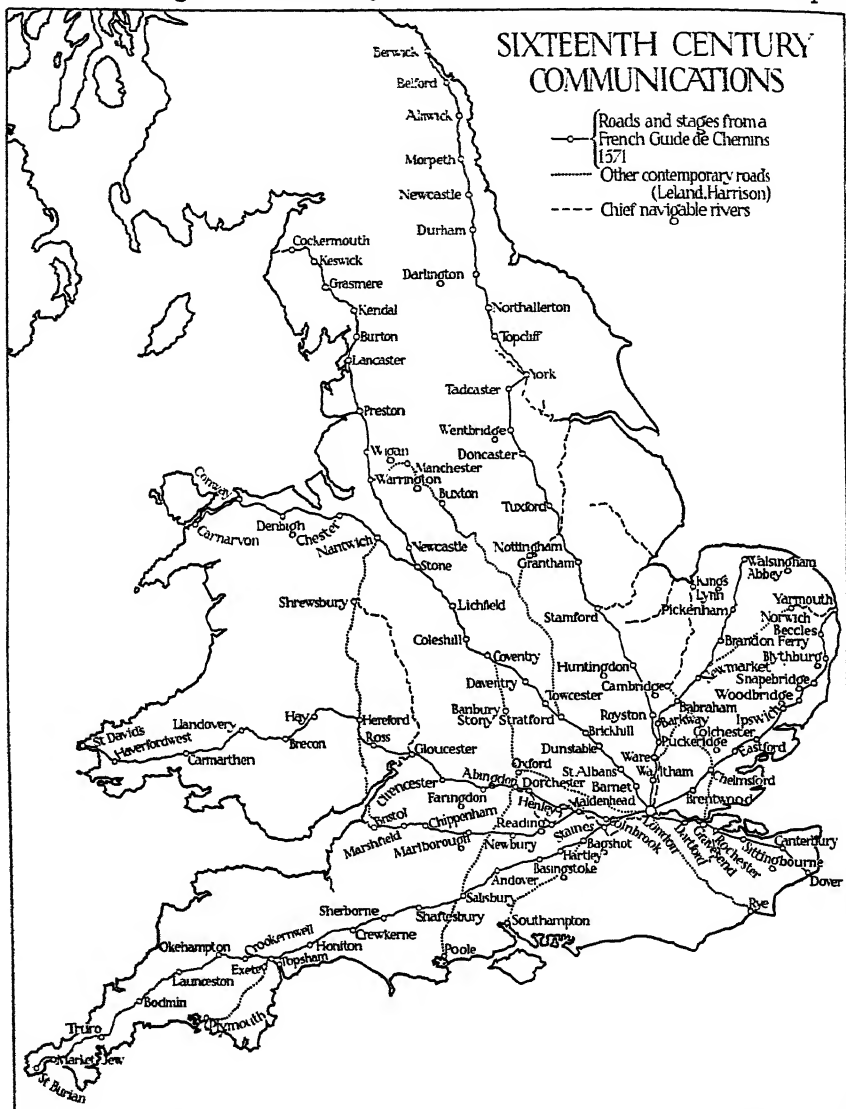 SIXTEENTH CENTURY
COMMUNICATIONS
Roads and stages from a
French Guide de Chemins
1571
Other contemporary roads
(Leland. Harrison)
Chief navigable rivers
Berwick
Belford
Alnwick
Morpeth
Newcastle
Durham
Darlington
Northallerton
Topcliff
York
Tadcaster
Wentbridge
Doncaster
Tuxford
Nottingham
Grantham
Stamford
Cockermouth
Keswick
Grasmere
Kendal
Burton
Lancaster
Preston
Wigan
Manchester
Warrington
Buxton
Conway
Carnarvon
Denbigh
Chester
Nantwich
Newcastle
Stone
Shrewsbury
Lichfield
Coleshill
Coventry
Daventry
Towcester
Banbury
Stony Stratford
Brickhill
Dunstable
St. Albans
Barnet
King's
Lynn
Walsingham
Abbey
Pickenham
Yarmouth
Norwich
Beccles
Brandon Ferry
Blythburg
Newmarket
Snapebridge
Woodbridge
Huntingdon
Cambridge
Babraham
Ipswich
Royston
Barkway
Colchester
Puckeridge
Eastford
Ware
Waltham
Chelmsford
Brentwood
St David's
Haverfordwest
Carmarthen
Llandovery
Brecon
Hay
Hereford
Ross
Gloucester
Cirencester
Faringdon
Abingdon
Oxford
Dorchester
Henley
Maidenhead
Bristol
Marshfield
Chippenham
Marlborough
Newbury
Reading
Staines
Colnbrook
London
Dartford
Gravesend
Rochester
Sittingbourne
Canterbury
Dover
Rye
Bagshot
Hartley
Basingstoke
Andover
Salisbury
Shaftesbury
Sherborne
Crewkerne
Southampton
Poole
Honiton
Crookernwell
Okehampton
Exeter
Topsham
Launceston
Bodmin
Plymouth
Truro
Market Jew
St Burian